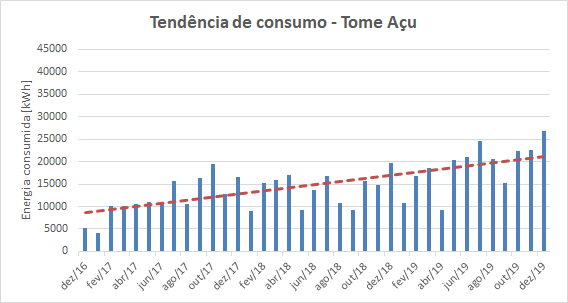 Tendência de consumo - Tome Açu
Energia consumida [kWh]
45000
40000
35000
30000
25000
20000
15000
10000
5000
0
dez/16
fev/17
abr/17
jun/17
ago/17
out/17
dez/17
fev/18
abr/18
jun/18
ago/18
out/18
dez/18
fev/19
abr/19
jun/19
ago/19
out/19
dez/19